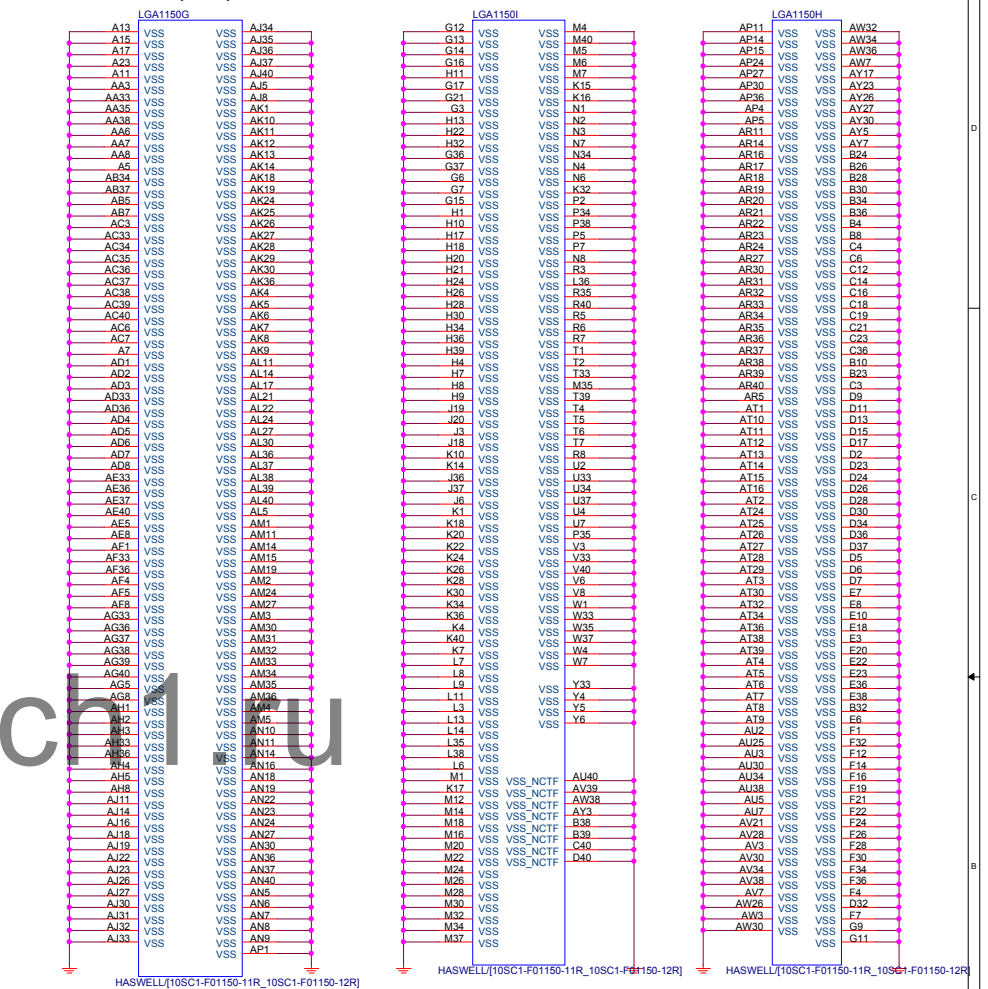 LGA1150G
A13 VSS VSS AJ34
A15 VSS VSS AJ35
A17 VSS VSS AJ36
A23 VSS VSS AJ37
A11 VSS VSS AJ40
AA3 VSS VSS AJ5
AA33 VSS VSS AJ8
AA35 VSS VSS AK1
AA38 VSS VSS AK10
AA6 VSS VSS AK11
AA7 VSS VSS AK12
AA8 VSS VSS AK13
A5 VSS VSS AK14
AB34 VSS VSS AK18
AB37 VSS VSS AK19
AB5 VSS VSS AK24
AB7 VSS VSS AK25
AC3 VSS VSS AK26
AC33 VSS VSS AK27
AC34 VSS VSS AK28
AC35 VSS VSS AK29
AC36 VSS VSS AK30
AC37 VSS VSS AK36
AC38 VSS VSS AK4
AC39 VSS VSS AK5
AC40 VSS VSS AK6
AC6 VSS VSS AK7
AC7 VSS VSS AK8
A7 VSS VSS AK9
AD1 VSS VSS AL11
AD2 VSS VSS AL14
AD3 VSS VSS AL17
AD33 VSS VSS AL21
AD36 VSS VSS AL22
AD4 VSS VSS AL24
AD5 VSS VSS AL27
AD6 VSS VSS AL30
AD7 VSS VSS AL36
AD8 VSS VSS AL37
AE33 VSS VSS AL38
AE36 VSS VSS AL39
AE37 VSS VSS AL40
AE40 VSS VSS AL5
AE5 VSS VSS AM1
AE8 VSS VSS AM11
AF1 VSS VSS AM14
AF33 VSS VSS AM15
AF36 VSS VSS AM19
AF4 VSS VSS AM2
AF5 VSS VSS AM24
AF8 VSS VSS AM27
AG33 VSS VSS AM3
AG36 VSS VSS AM30
AG37 VSS VSS AM31
AG38 VSS VSS AM32
AG39 VSS VSS AM33
AG40 VSS VSS AM34
AG5 VSS VSS AM35
AG8 VSS VSS AM36
AH1 VSS VSS AM4
AH2 VSS VSS AM5
AH3 VSS VSS AN10
AH33 VSS VSS AN11
AH36 VSS VSS AN14
AH4 VSS VSS AN16
AH5 VSS VSS AN18
AH8 VSS VSS AN19
AJ11 VSS VSS AN22
AJ14 VSS VSS AN23
AJ16 VSS VSS AN24
AJ18 VSS VSS AN27
AJ19 VSS VSS AN30
AJ22 VSS VSS AN36
AJ23 VSS VSS AN37
AJ26 VSS VSS AN40
AJ27 VSS VSS AN5
AJ30 VSS VSS AN6
AJ31 VSS VSS AN7
AJ32 VSS VSS AN8
AJ33 VSS VSS AN9
VSS AP1
HASWELL/[10SC1-F01150-11R_10SC1-F01150-12R]
ch1.ru
LGA1150I
G12 VSS VSS M4
G13 VSS VSS M40
G14 VSS VSS M5
G16 VSS VSS M6
H11 VSS VSS M7
G17 VSS VSS K15
G21 VSS VSS K16
G3 VSS VSS N1
H13 VSS VSS N2
H22 VSS VSS N3
H32 VSS VSS N7
G36 VSS VSS N34
G37 VSS VSS N4
G6 VSS VSS N6
G7 VSS VSS K32
G15 VSS VSS P2
H1 VSS VSS P34
H10 VSS VSS P38
H17 VSS VSS P5
H18 VSS VSS P7
H20 VSS VSS N8
H21 VSS VSS R3
H24 VSS VSS L36
H26 VSS VSS R35
H28 VSS VSS R40
H30 VSS VSS R5
H34 VSS VSS R6
H36 VSS VSS R7
H39 VSS VSS T1
H4 VSS VSS T2
H7 VSS VSS T33
H8 VSS VSS M35
H9 VSS VSS T39
J19 VSS VSS T4
J20 VSS VSS T5
J3 VSS VSS T6
J18 VSS VSS T7
K10 VSS VSS R8
K14 VSS VSS U2
J36 VSS VSS U33
J37 VSS VSS U34
J6 VSS VSS U37
K1 VSS VSS U4
K18 VSS VSS U7
K20 VSS VSS P35
K22 VSS VSS V3
K24 VSS VSS V33
K26 VSS VSS V40
K28 VSS VSS V6
K30 VSS VSS V8
K34 VSS VSS W1
K36 VSS VSS W33
K4 VSS VSS W35
K40 VSS VSS W37
K7 VSS VSS W4
L7 VSS VSS W7
L8 VSS
L9 VSS VSS Y33
L11 VSS VSS Y4
L3 VSS VSS Y5
L13 VSS VSS Y6
L14 VSS
L35 VSS
L38 VSS
L6 VSS
M1 VSS VSS_NCTF AU40
K17 VSS VSS_NCTF AV39
M12 VSS VSS_NCTF AW38
M14 VSS VSS_NCTF AY3
M18 VSS VSS_NCTF B38
M16 VSS VSS_NCTF B39
M20 VSS VSS_NCTF C40
M22 VSS VSS_NCTF D40
M24 VSS
M26 VSS
M28 VSS
M30 VSS
M32 VSS
M34 VSS
M37 VSS
HASWELL/[10SC1-F01150-11R_10SC1-F01150-12R]
LGA1150H
AP11 VSS VSS AW32
AP14 VSS VSS AW34
AP15 VSS VSS AW36
AP24 VSS VSS AW7
AP27 VSS VSS AY17
AP30 VSS VSS AY23
AP36 VSS VSS AY26
AP4 VSS VSS AY27
AP5 VSS VSS AY30
AR11 VSS VSS AY5
AR14 VSS VSS AY7
AR16 VSS VSS B24
AR17 VSS VSS B26
AR18 VSS VSS B28
AR19 VSS VSS B30
AR20 VSS VSS B34
AR21 VSS VSS B36
AR22 VSS VSS B4
AR23 VSS VSS B8
AR24 VSS VSS C4
AR27 VSS VSS C6
AR30 VSS VSS C12
AR31 VSS VSS C14
AR32 VSS VSS C16
AR33 VSS VSS C18
AR34 VSS VSS C19
AR35 VSS VSS C21
AR36 VSS VSS C23
AR37 VSS VSS C36
AR38 VSS VSS B10
AR39 VSS VSS B23
AR40 VSS VSS C3
AR5 VSS VSS D9
AT1 VSS VSS D11
AT10 VSS VSS D13
AT11 VSS VSS D15
AT12 VSS VSS D17
AT13 VSS VSS D2
AT14 VSS VSS D23
AT15 VSS VSS D24
AT16 VSS VSS D26
AT2 VSS VSS D28
AT24 VSS VSS D30
AT25 VSS VSS D34
AT26 VSS VSS D36
AT27 VSS VSS D37
AT28 VSS VSS D5
AT29 VSS VSS D6
AT3 VSS VSS D7
AT30 VSS VSS E7
AT32 VSS VSS E8
AT34 VSS VSS E10
AT36 VSS VSS E18
AT38 VSS VSS E3
AT39 VSS VSS E20
AT4 VSS VSS E22
AT5 VSS VSS E23
AT6 VSS VSS E36
AT7 VSS VSS E38
AT8 VSS VSS B32
AT9 VSS VSS E6
AU2 VSS VSS F1
AU25 VSS VSS F32
AU3 VSS VSS F12
AU30 VSS VSS F14
AU34 VSS VSS F16
AU38 VSS VSS F19
AU5 VSS VSS F21
AU7 VSS VSS F22
AV21 VSS VSS F24
AV28 VSS VSS F26
AV3 VSS VSS F28
AV30 VSS VSS F30
AV34 VSS VSS F34
AV38 VSS VSS F36
AV7 VSS VSS F4
AW26 VSS VSS D32
AW3 VSS VSS F7
AW30 VSS VSS G9
VSS G11
HASWELL/[10SC1-F01150-11R_10SC1-F01150-12R]
D
C
B